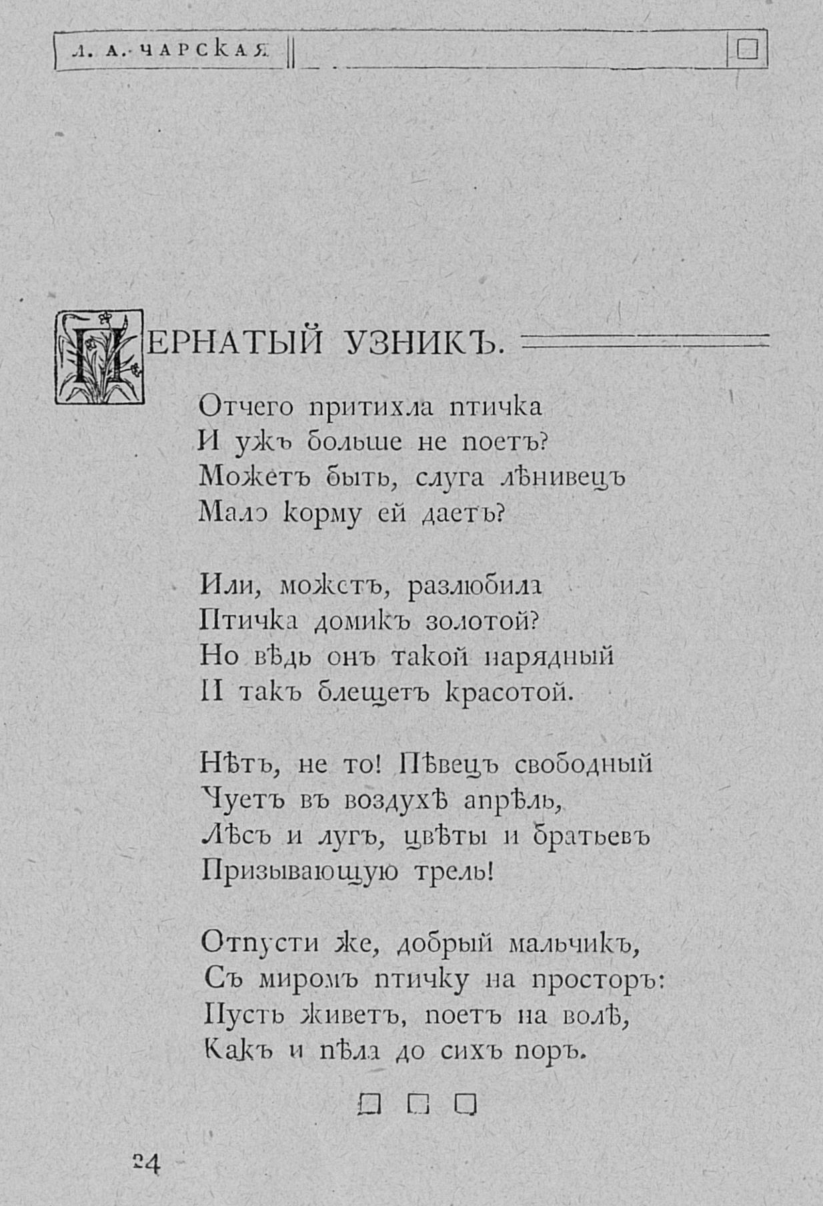 Л. А. ЧАРСКАЯ
ПЕРНАТЫЙ УЗНИКЪ.
Отчего притихла птичка
И ужъ больше не поетъ?
Можетъ быть, слуга лѣнивецъ
Мало корму ей даетъ?
Или, можетъ, разлюбила
Птичка домикъ золотой?
Но вѣдь онъ такой нарядный
И такъ блещетъ красотой.
Нѣтъ, не то! Пѣвецъ свободный
Чуетъ въ воздухѣ апрѣль,
Лѣсъ и лугъ, цвѣты и братьевъ
Призывающую трель!
Отпусти же, добрый мальчикъ,
Съ миромъ птичку на просторъ:
Пусть живетъ, поетъ на волѣ,
Какъ и пѣла до сихъ поръ.
24